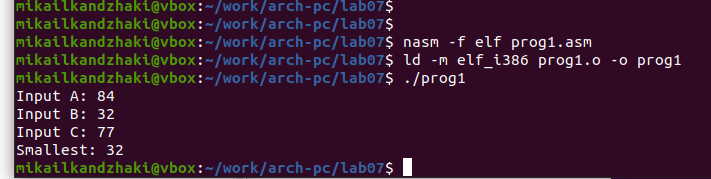 mikailkandzhaki@vbox:~/work/arch-pc/lab07$
mikailkandzhaki@vbox:~/work/arch-pc/lab07$
mikailkandzhaki@vbox:~/work/arch-pc/lab07$ nasm -f elf prog1.asm
mikailkandzhaki@vbox:~/work/arch-pc/lab07$ ld -m elf_i386 prog1.o -o prog1
mikailkandzhaki@vbox:~/work/arch-pc/lab07$ ./prog1
Input A: 84
Input B: 32
Input C: 77
Smallest: 32
mikailkandzhaki@vbox:~/work/arch-pc/lab07$